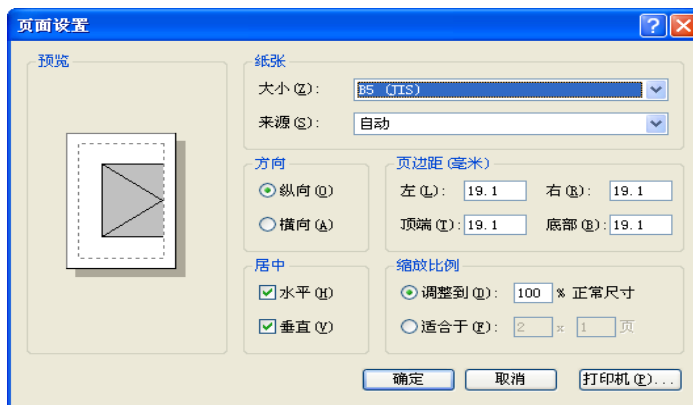 页面设置
预览
纸张
大小(Z): B5 (JIS)
来源(S): 自动
方向
纵向(O)
横向(A)
页边距(毫米)
左(L): 19.1 右(R): 19.1
顶端(T): 19.1 底部(B): 19.1
居中
水平(H)
垂直(V)
缩放比例
调整到(D): 100 % 正常尺寸
适合于(F): 2 x 1 页
确定 取消 打印机(P)...